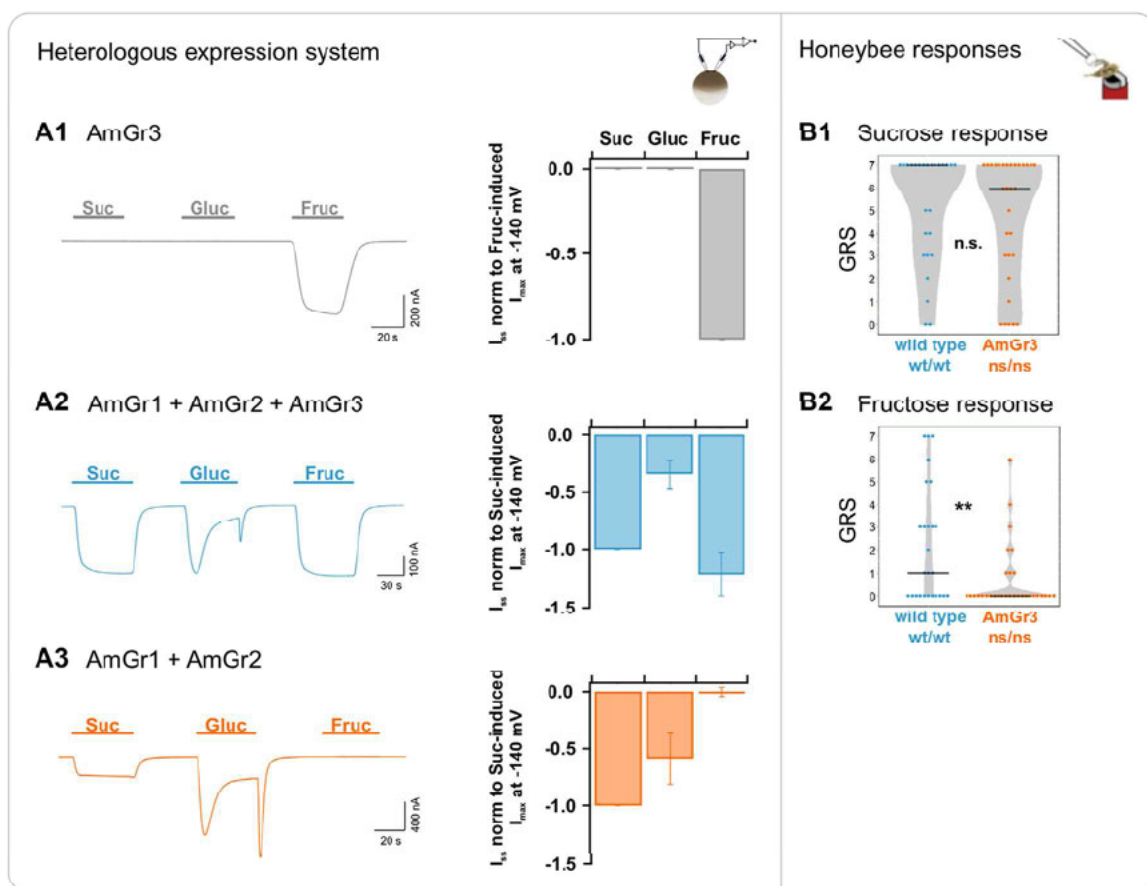 Heterologous expression system
Honeybee responses
A1 AmGr3
Suc Gluc Fruc
200 nA
20 s
Suc Gluc Fruc
0.0
-0.5
-1.0
Iss norm to Fruc-induced
Imax at -140 mV
A2 AmGr1 + AmGr2 + AmGr3
Suc Gluc Fruc
100 nA
30 s
0.0
-0.5
-1.0
-1.5
Iss norm to Suc-induced
Imax at -140 mV
A3 AmGr1 + AmGr2
Suc Gluc Fruc
400 nA
20 s
0.0
-0.5
-1.0
-1.5
Iss norm to Suc-induced
Imax at -140 mV
B1 Sucrose response
7
6
5
4
3
2
1
0
GRS
n.s.
wild type AmGr3
wt/wt ns/ns
B2 Fructose response
7
6
5
4
3
2
1
0
GRS
**
wild type AmGr3
wt/wt ns/ns